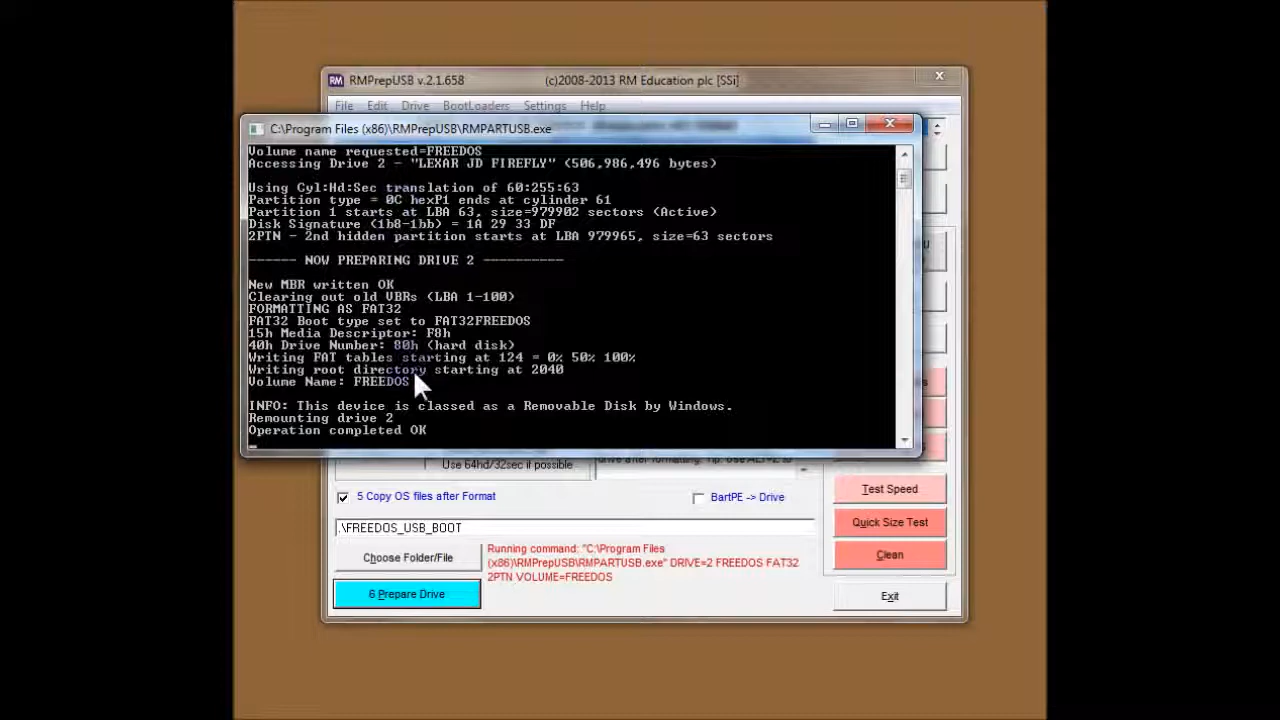 RMPrepUSB v.2.1.658 (c)2008-2013 RM Education plc [SSi]
File Edit Drive BootLoaders Settings Help
C:\Program Files (x86)\RMPrepUSB\RMPARTUSB.exe
Volume name requested=FREEDOS
Accessing Drive 2 - "LEXAR JD FIREFLY" (506,986,496 bytes)
Using Cyl:Hd:Sec translation of 60:255:63
Partition type = 0C hexP1 ends at cylinder 61
Partition 1 starts at LBA 63, size=979902 sectors (Active)
Disk Signature (1b8-1bb) = 1A 29 33 DF
2PTN - 2nd hidden partition starts at LBA 979965, size=63 sectors
------ NOW PREPARING DRIVE 2 ----------
New MBR written OK
Clearing out old VBRs (LBA 1-100)
FORMATTING AS FAT32
FAT32 Boot type set to FAT32FREEDOS
15h Media Descriptor: F8h
40h Drive Number: 80h (hard disk)
Writing FAT tables starting at 124 = 0% 50% 100%
Writing root directory starting at 2040
Volume Name: FREEDOS
INFO: This device is classed as a Removable Disk by Windows.
Remounting drive 2
Operation completed OK
Use 64hd/32sec if possible
5 Copy OS files after Format
BartPE -> Drive
Test Speed
.\FREEDOS_USB_BOOT
Quick Size Test
Choose Folder/File
Running command: "C:\Program Files
(x86)\RMPrepUSB\RMPARTUSB.exe" DRIVE=2 FREEDOS FAT32
2PTN VOLUME=FREEDOS
Clean
6 Prepare Drive
Exit